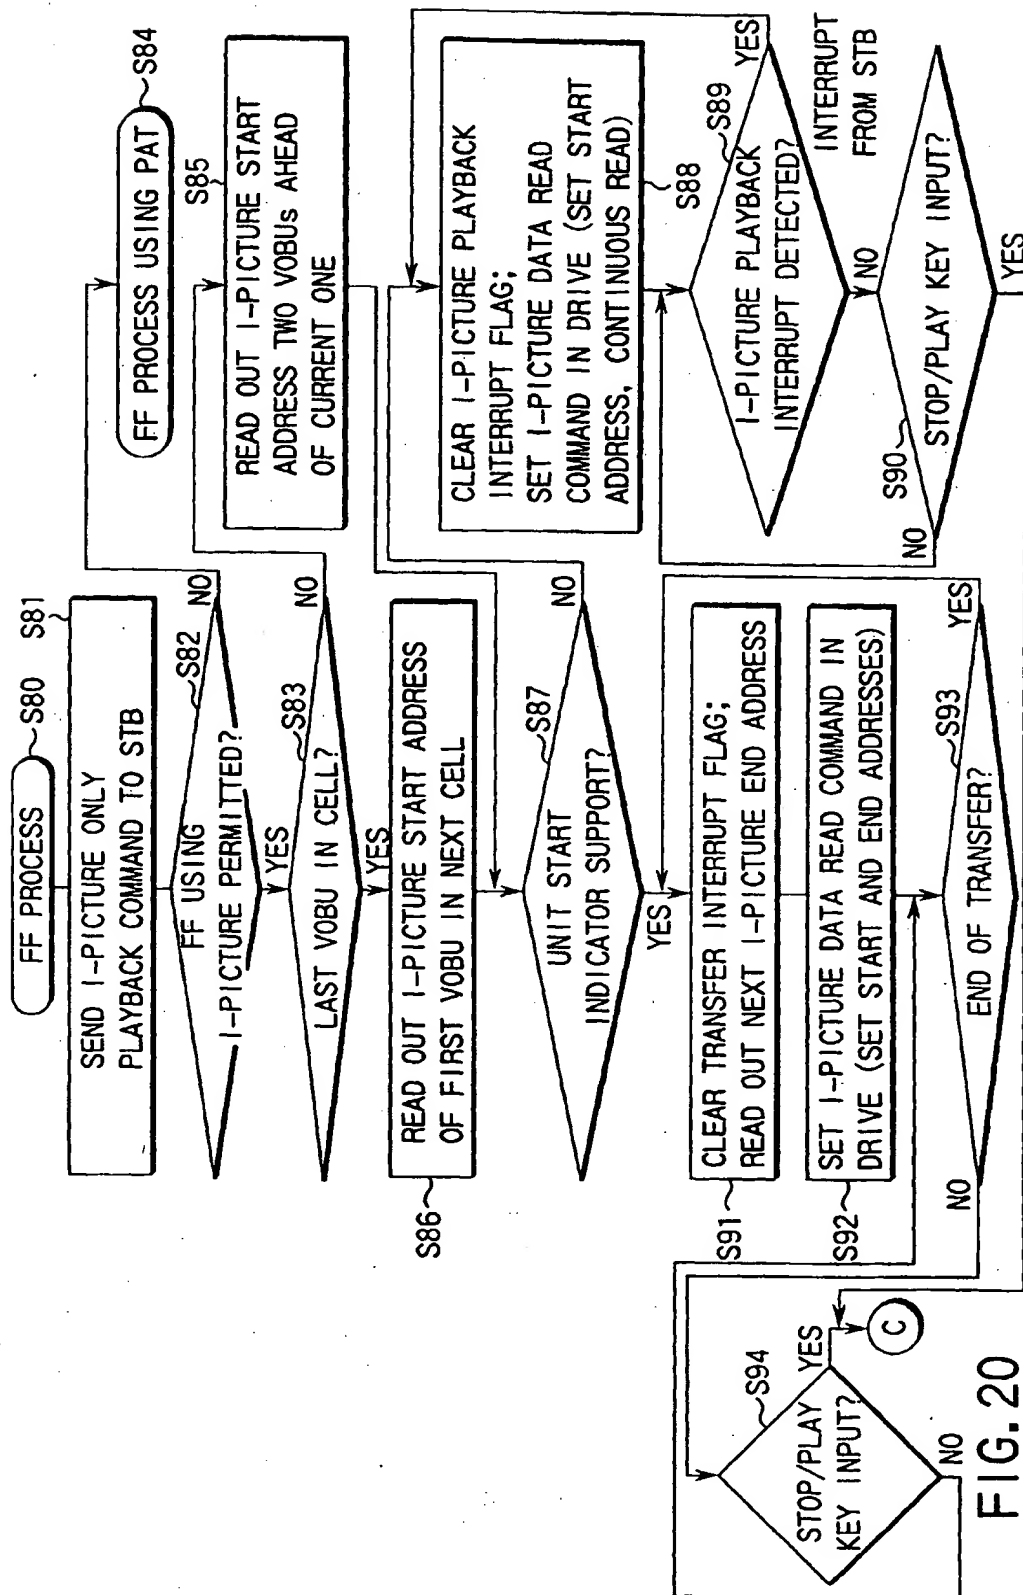 FF PROCESS
S80
SEND I-PICTURE ONLY
PLAYBACK COMMAND TO STB
S81
FF USING
I-PICTURE PERMITTED?
S82
NO
YES
LAST VOBU IN CELL?
S83
NO
YES
READ OUT I-PICTURE START ADDRESS
OF FIRST VOBU IN NEXT CELL
S86
UNIT START
INDICATOR SUPPORT?
S87
NO
YES
CLEAR TRANSFER INTERRUPT FLAG;
READ OUT NEXT I-PICTURE END ADDRESS
S91
SET I-PICTURE DATA READ COMMAND IN
DRIVE (SET START AND END ADDRESSES)
S92
END OF TRANSFER?
S93
YES
NO
STOP/PLAY
KEY INPUT?
S94
YES
NO
C
FF PROCESS USING PAT
S84
S85
READ OUT I-PICTURE START
ADDRESS TWO VOBUs AHEAD
OF CURRENT ONE
CLEAR I-PICTURE PLAYBACK
INTERRUPT FLAG;
SET I-PICTURE DATA READ
COMMAND IN DRIVE (SET START
ADDRESS, CONTINUOUS READ)
S88
I-PICTURE PLAYBACK
INTERRUPT DETECTED?
S89
YES
INTERRUPT
FROM STB
NO
STOP/PLAY KEY INPUT?
S90
NO
YES
FIG. 20